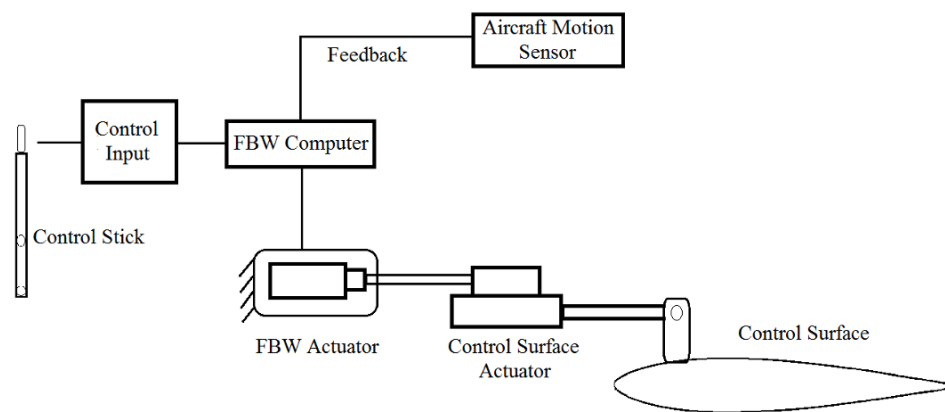 Aircraft Motion
Sensor
Feedback
Control
Input
FBW Computer
Control Stick
FBW Actuator
Control Surface
Actuator
Control Surface